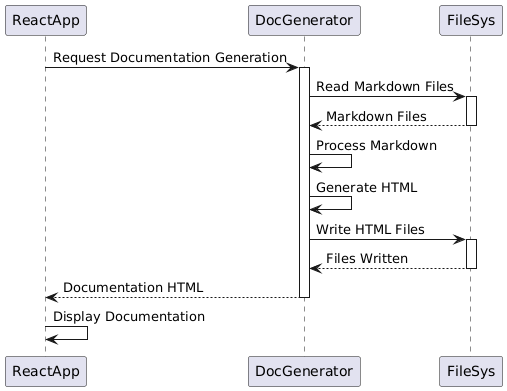 ReactApp
DocGenerator
FileSys
Request Documentation Generation
Read Markdown Files
Markdown Files
Process Markdown
Generate HTML
Write HTML Files
Files Written
Documentation HTML
Display Documentation
ReactApp
DocGenerator
FileSys